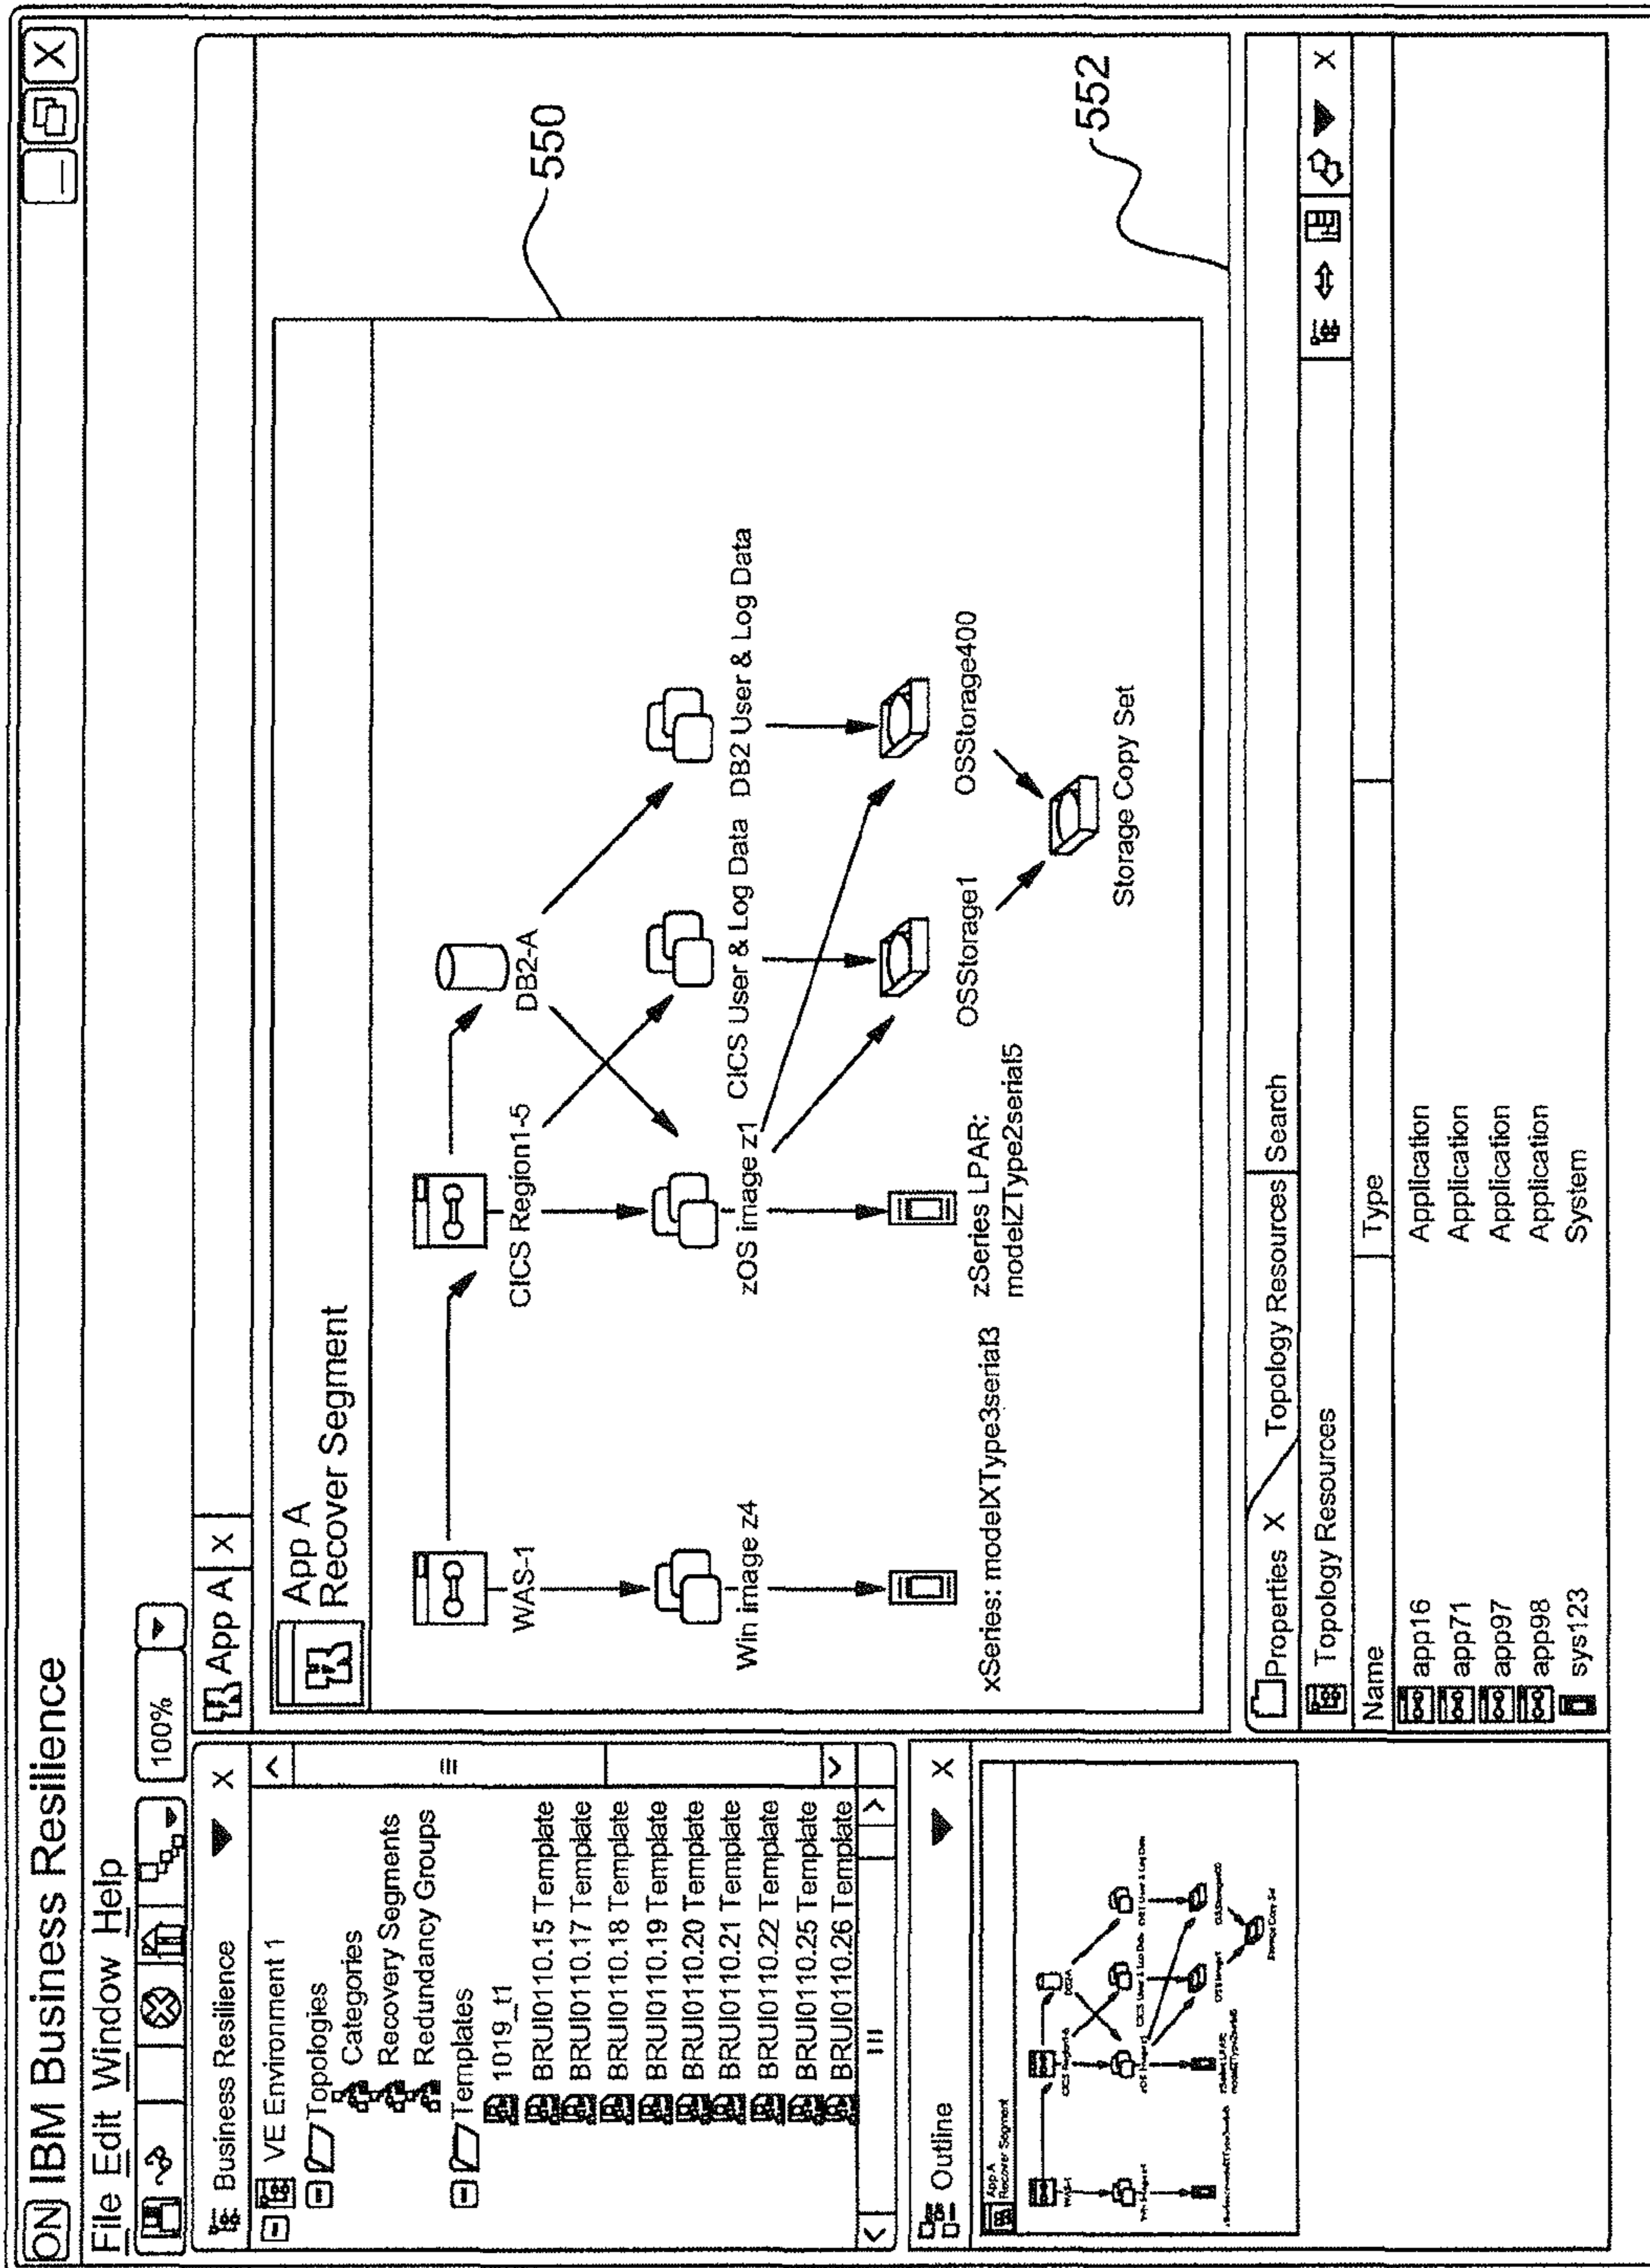 ON IBM Business Resilience
File Edit Window Help
100%
Business Resilience X
VE Environment 1
Topologies
Categories
Recovery Segments
Redundancy Groups
Templates
1019_t1
BRUI0110.15 Template
BRUI0110.17 Template
BRUI0110.18 Template
BRUI0110.19 Template
BRUI0110.20 Template
BRUI0110.21 Template
BRUI0110.22 Template
BRUI0110.25 Template
BRUI0110.26 Template
Outline X
App A
Recover Segment
App A X
App A
Recover Segment
WAS-1
CICS Region1-5
DB2-A
Win image z4
zOS image z1
CICS User & Log Data
DB2 User & Log Data
xSeries: modelXType3serial3
zSeries LPAR:
modelZType2serial5
OSStorage1
OSStorage400
Storage Copy Set
550
552
Properties X Topology Resources Search
Topology Resources X
Name Type
app16 Application
app71 Application
app97 Application
app98 Application
sys123 System